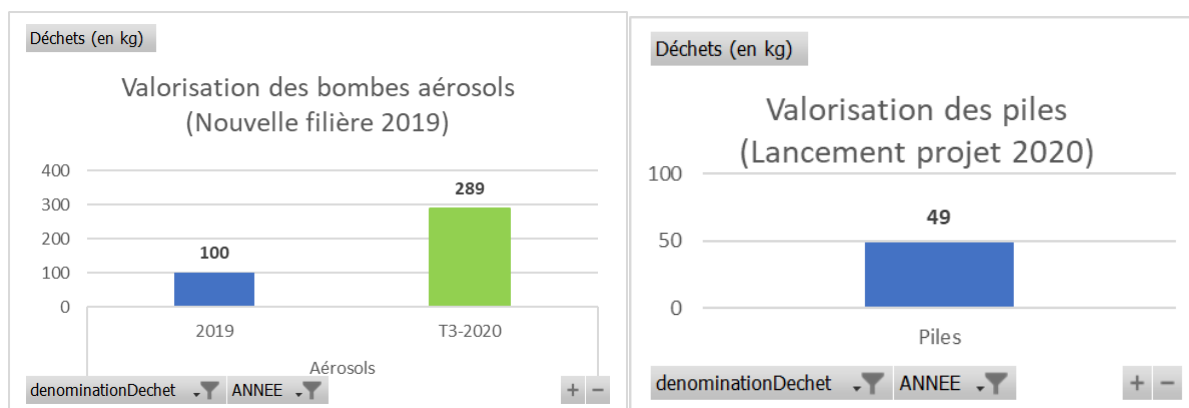 Déchets (en kg)
Valorisation des bombes aérosols
(Nouvelle filière 2019)
400
300
200
100
0
100
289
2019
T3-2020
Aérosols
denominationDechet
ANNEE
+ −
Déchets (en kg)
Valorisation des piles
(Lancement projet 2020)
100
50
0
49
Piles
denominationDechet
ANNEE
+ −